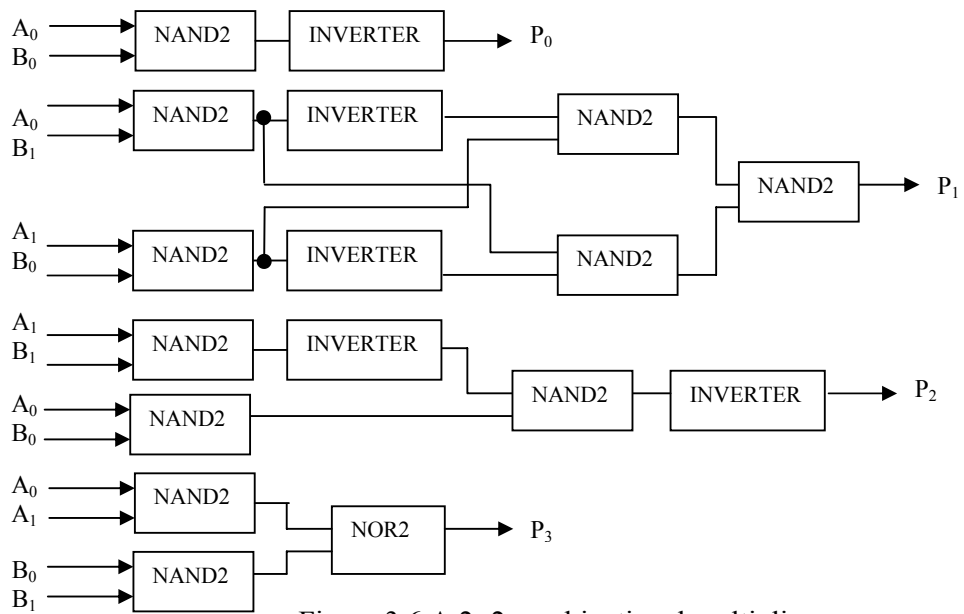 A₀ NAND2 INVERTER P₀
B₀
A₀ NAND2 INVERTER NAND2
B₁
NAND2 P₁
A₁ NAND2 INVERTER NAND2
B₀
A₁ NAND2 INVERTER
B₁
NAND2 INVERTER P₂
A₀ NAND2
B₀
A₀ NAND2
A₁
NOR2 P₃
B₀ NAND2
B₁